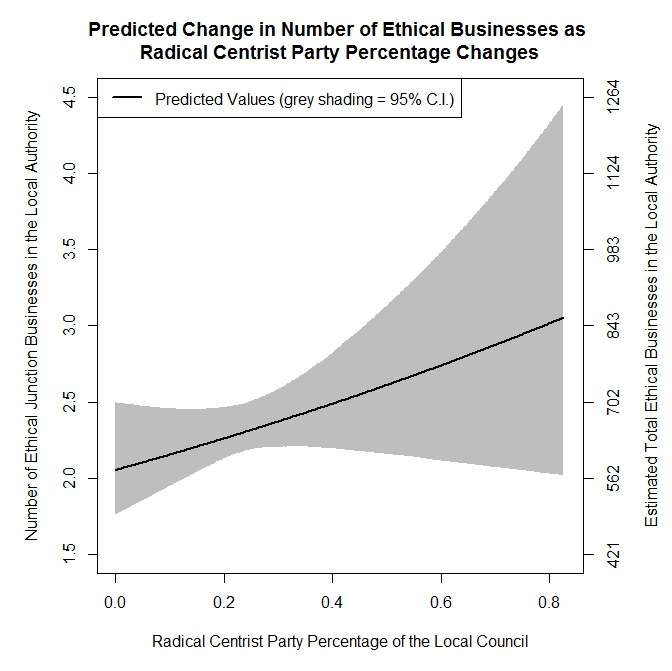 Predicted Change in Number of Ethical Businesses as
Radical Centrist Party Percentage Changes
Predicted Values (grey shading = 95% C.I.)
Number of Ethical Junction Businesses in the Local Authority
4.5
4.0
3.5
3.0
2.5
2.0
1.5
1264
1124
983
843
702
562
421
Estimated Total Ethical Businesses in the Local Authority
0.0 0.2 0.4 0.6 0.8
Radical Centrist Party Percentage of the Local Council